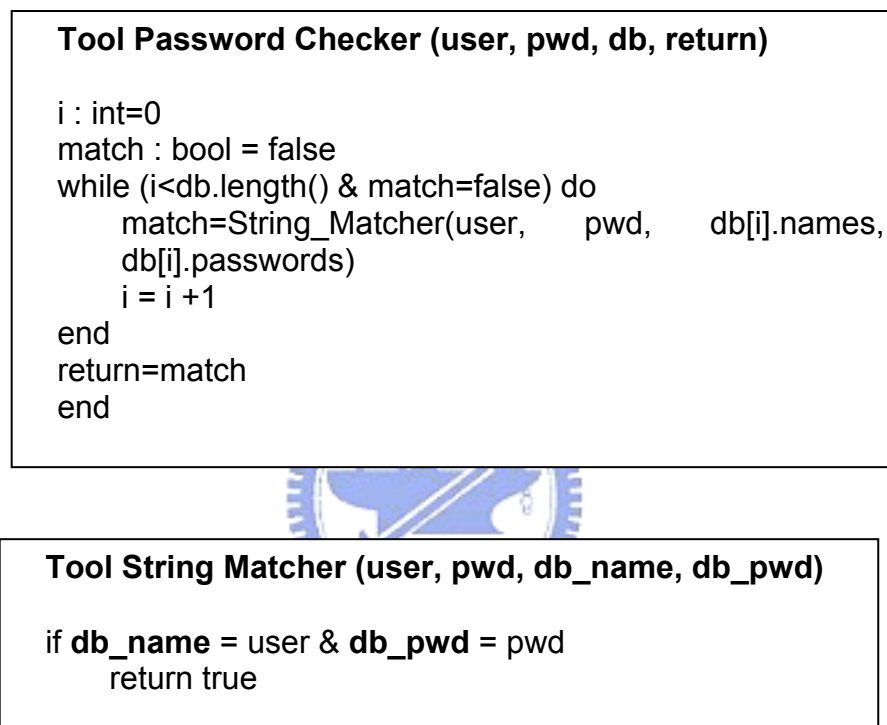 Tool Password Checker (user, pwd, db, return)
i : int=0
match : bool = false
while (i<db.length() & match=false) do
match=String_Matcher(user, pwd, db[i].names,
db[i].passwords)
i = i +1
end
return=match
end
Tool String Matcher (user, pwd, db_name, db_pwd)
if db_name = user & db_pwd = pwd
return true